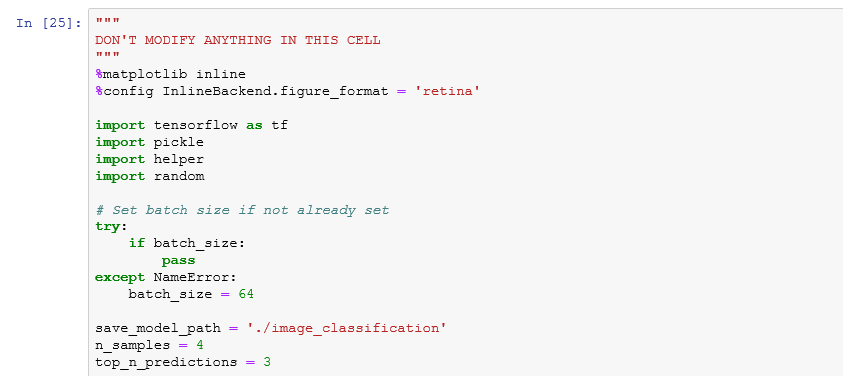 In [25]: """
DON'T MODIFY ANYTHING IN THIS CELL
"""
%matplotlib inline
%config InlineBackend.figure_format = 'retina'

import tensorflow as tf
import pickle
import helper
import random

# Set batch size if not already set
try:
    if batch_size:
        pass
except NameError:
    batch_size = 64

save_model_path = './image_classification'
n_samples = 4
top_n_predictions = 3